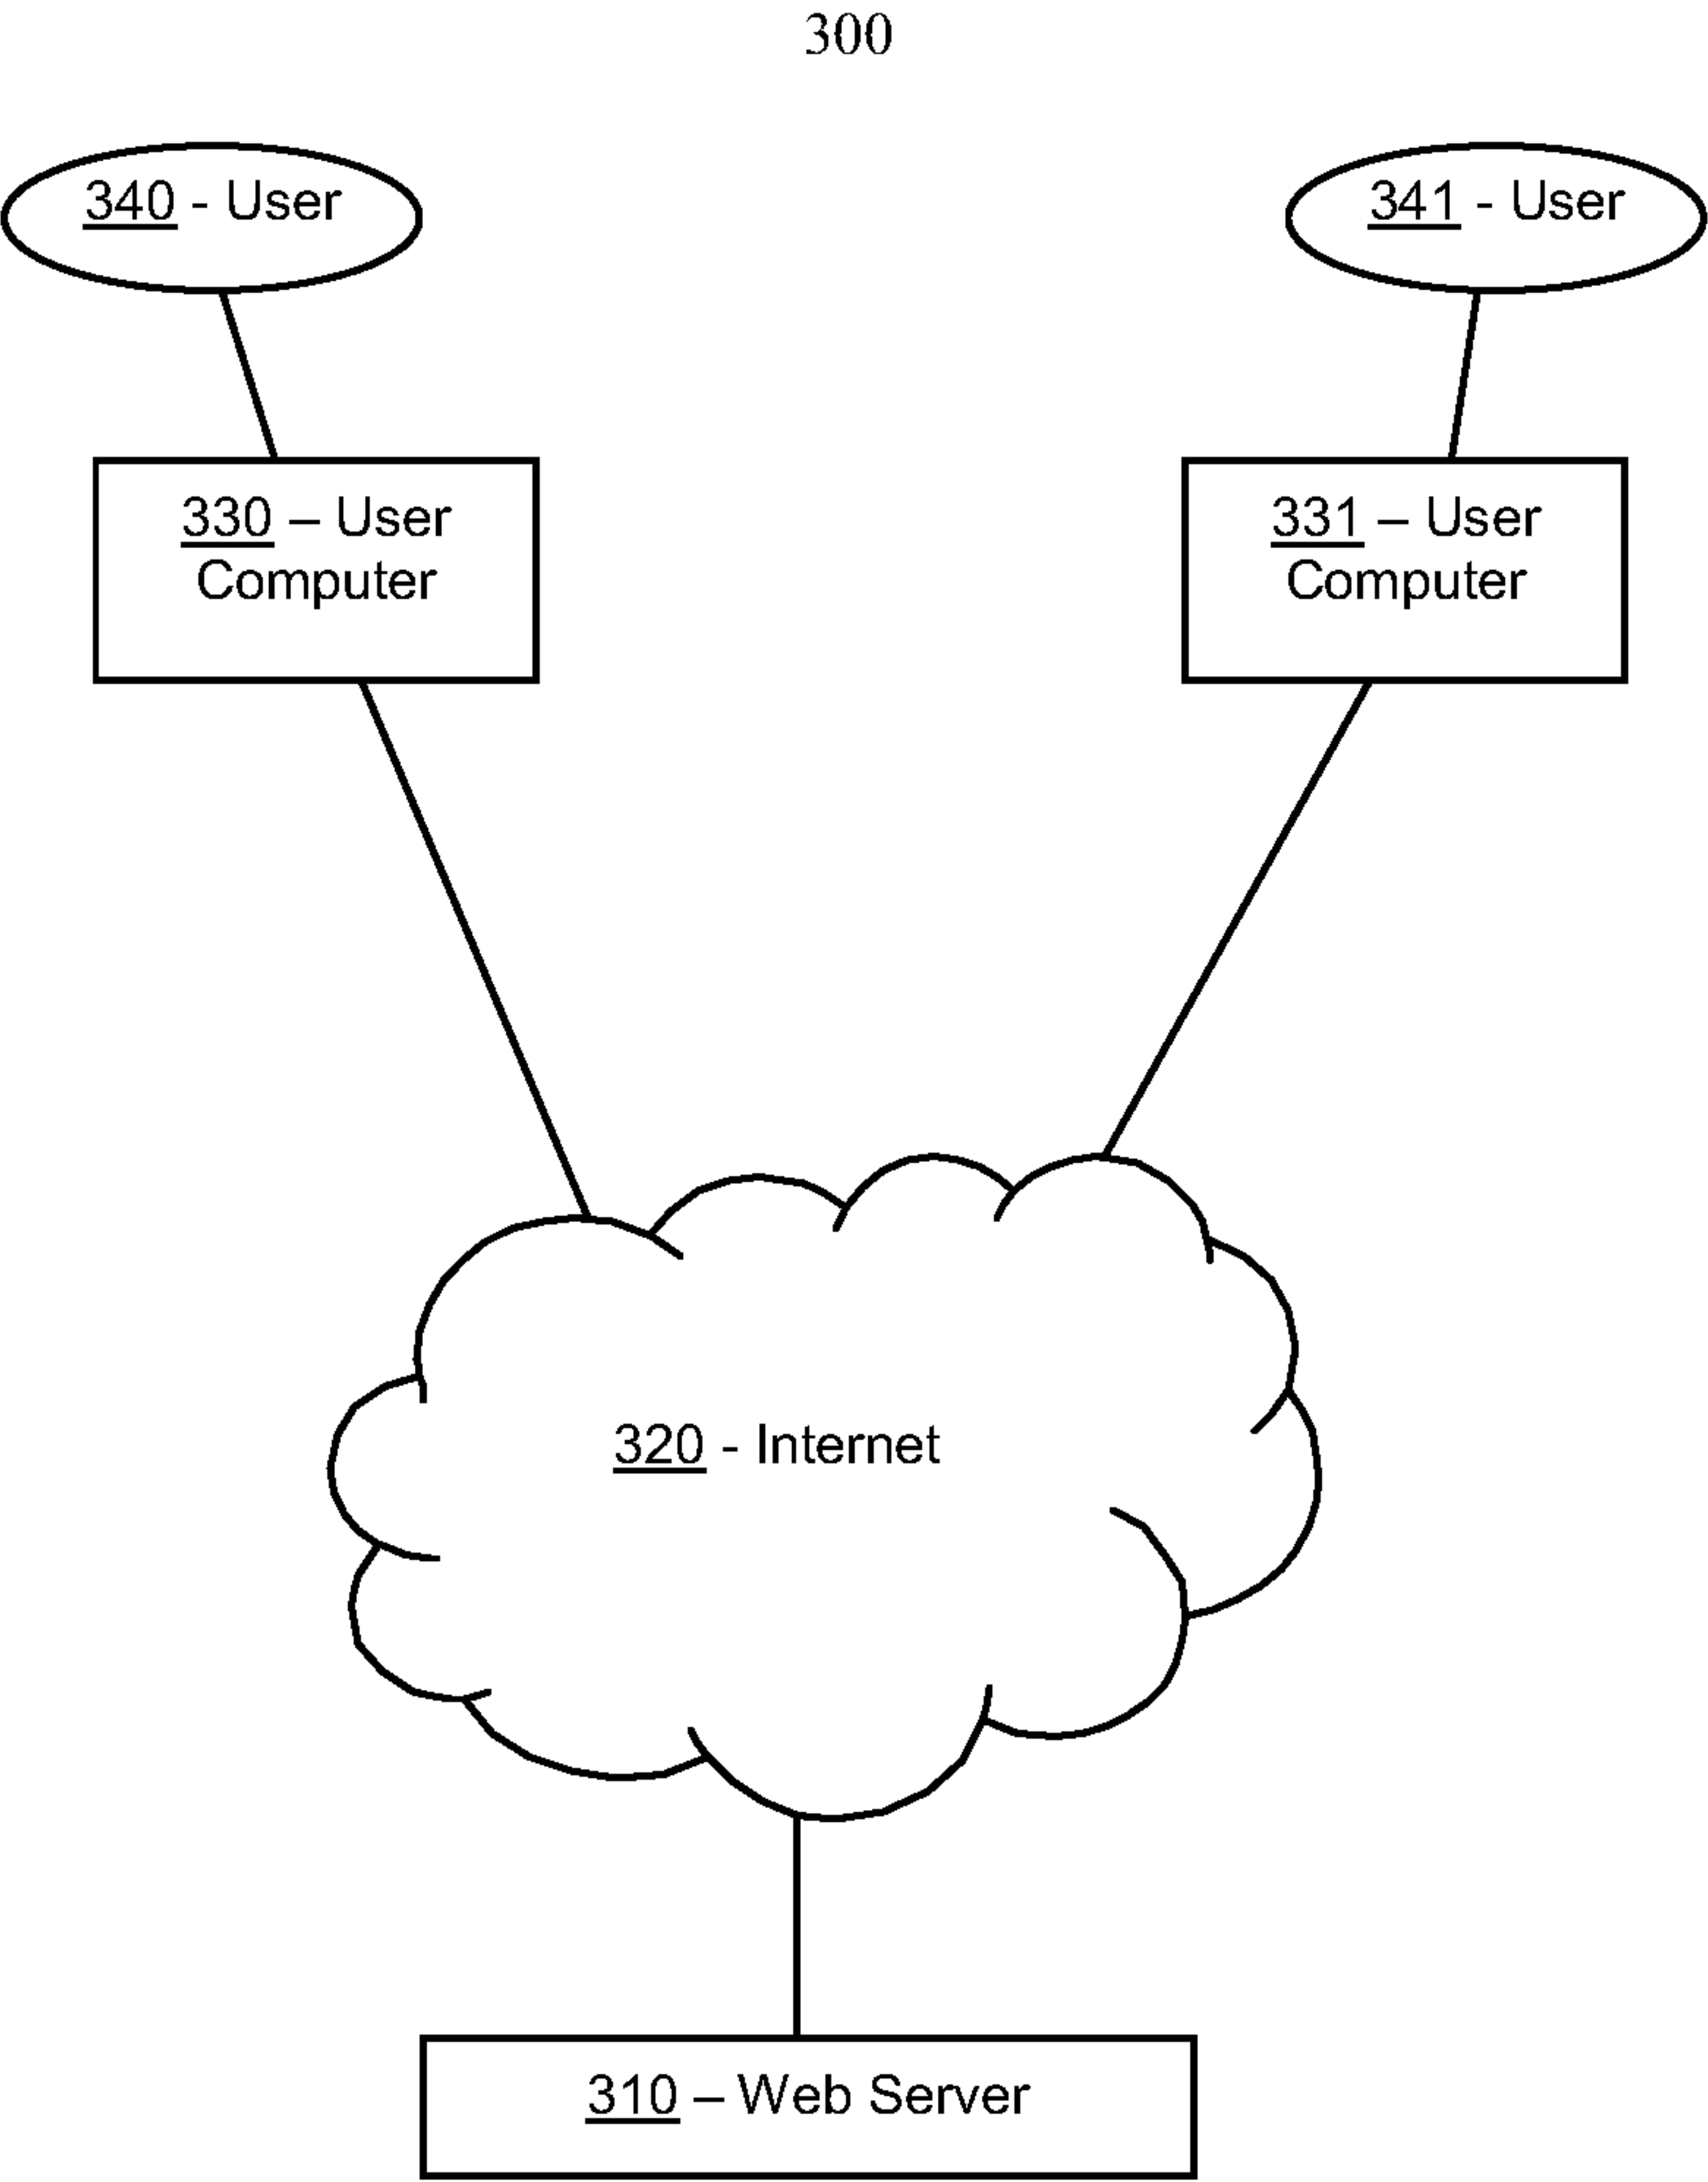 300
340 - User
341 - User
330 – User
Computer
331 – User
Computer
320 - Internet
310 – Web Server